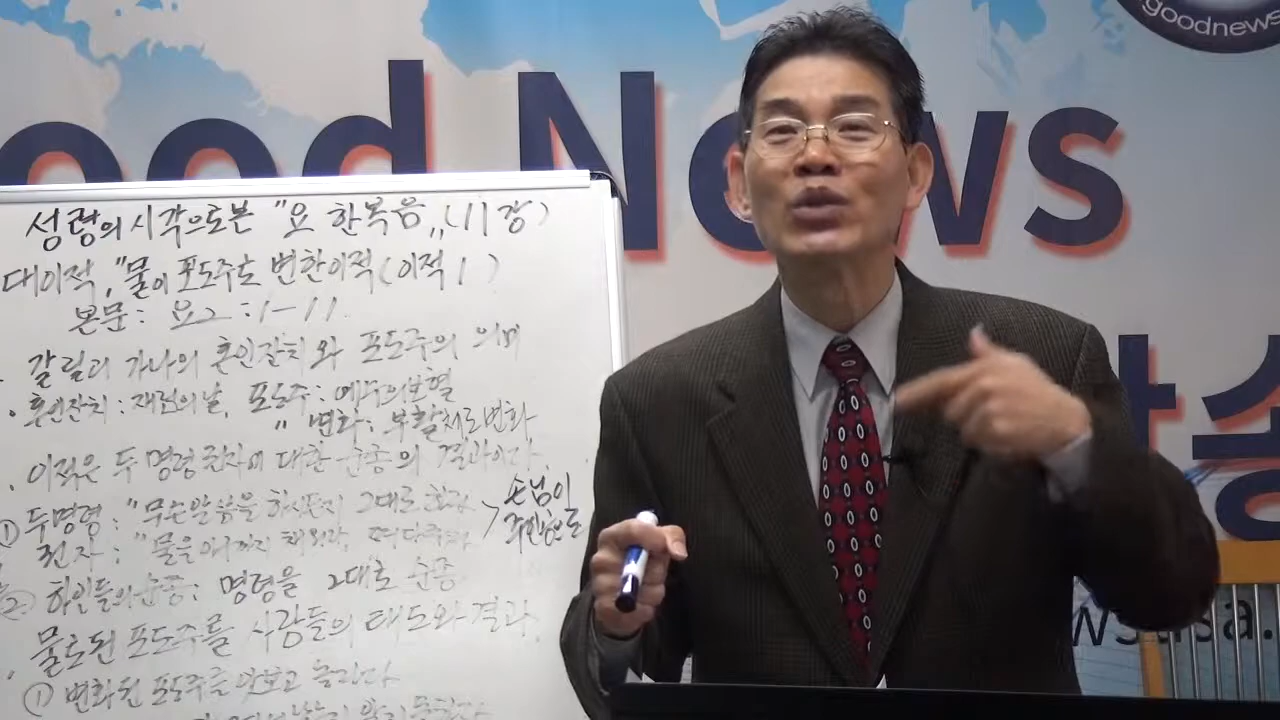 goodnews
ood News
송
wsusa.
성령의 시각으로본 "요한복음,, (11강)
대이적, "물이 포도주로 변한이적(이적1)
본문: 요2:1-11.
· 갈릴리 가나의 혼인잔치와 포도주의 의미
· 혼인잔치: 재림의날, 포도주: 예수의보혈
" 변화: 부활체로변화
· 이적은 두 명령 전자에 대한 순종의 결과이다
① 두명령: "무슨말씀을 하시든지 그대로 하라
전자: "물을 아귀까지 채우라, 떠다주라
> 손님이
주인님으로
② 하인들의순종: 명령을 그대로 순종
물로된 포도주를 사람들의 태도와결과.
① 변화된 포도주를 맛보고 놀라다